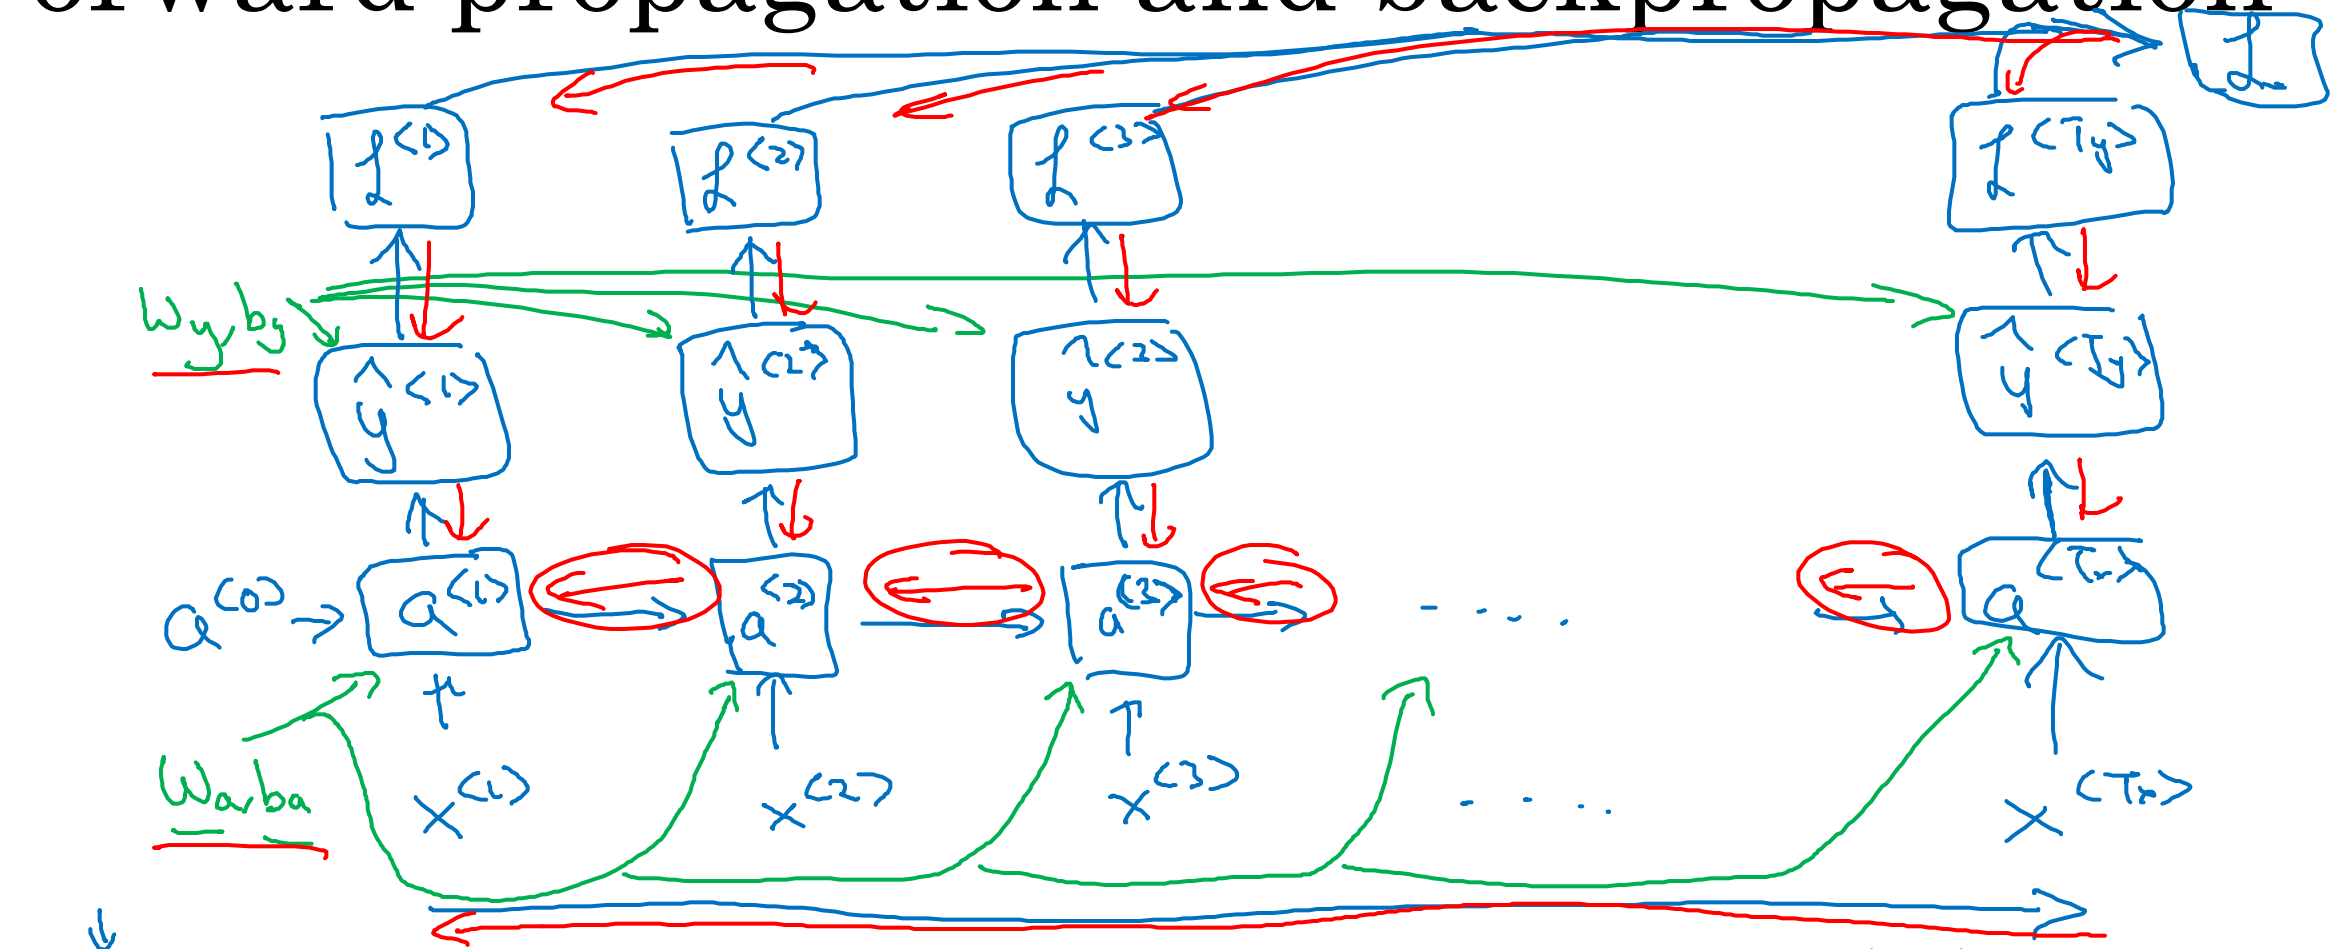 orward propagation and backpropagation
ℒ
ℒ<1> ℒ<2> ℒ<3> ℒ<Ty>
Wy, by
ŷ<1> ŷ<2> ŷ<2> ŷ<Ty>
a<0> → a<1> a<2> a<3> ---- a<Tx>
Wa, ba
x<1> x<2> x<3> ---- x<Tx>